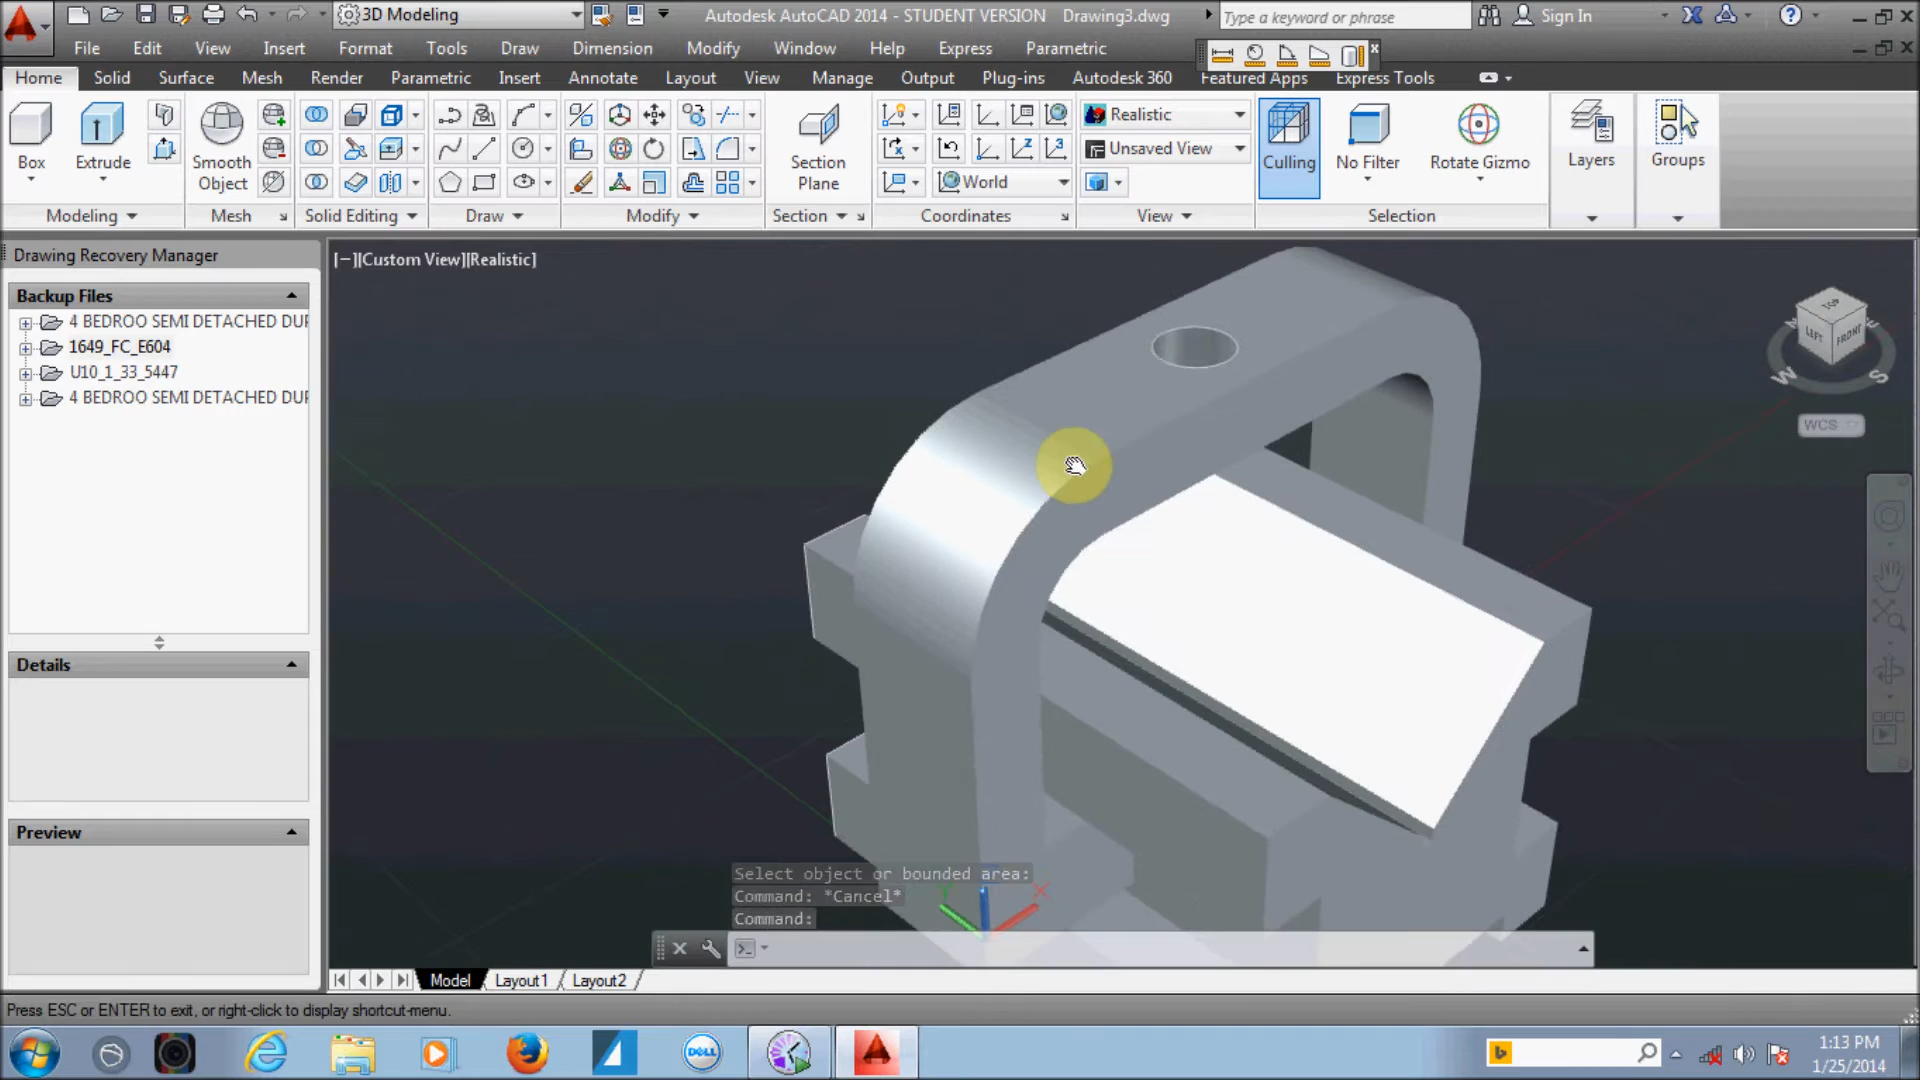 3D Modeling
Autodesk AutoCAD 2014 - STUDENT VERSION Drawing3.dwg
Type a keyword or phrase
Sign In
File Edit View Insert Format Tools Draw Dimension Modify Window Help Express Parametric
Home Solid Surface Mesh Render Parametric Insert Annotate Layout View Manage Output Plug-ins Autodesk 360 Featured Apps Express Tools
Box
Extrude
Smooth
Object
Section
Plane
World
Realistic
Unsaved View
Culling
No Filter
Rotate Gizmo
Layers
Groups
Modeling
Mesh
Solid Editing
Draw
Modify
Section
Coordinates
View
Selection
Drawing Recovery Manager
Backup Files
4 BEDROO SEMI DETACHED DUP
1649_FC_E604
U10_1_33_5447
4 BEDROO SEMI DETACHED DUP
Details
Preview
[−][Custom View][Realistic]
TOP
LEFT
FRONT
W
S
WCS
Select object or bounded area:
Command: *Cancel*
Command:
X
Model Layout1 Layout2
Press ESC or ENTER to exit, or right-click to display shortcut-menu.
DELL
1:13 PM
1/25/2014